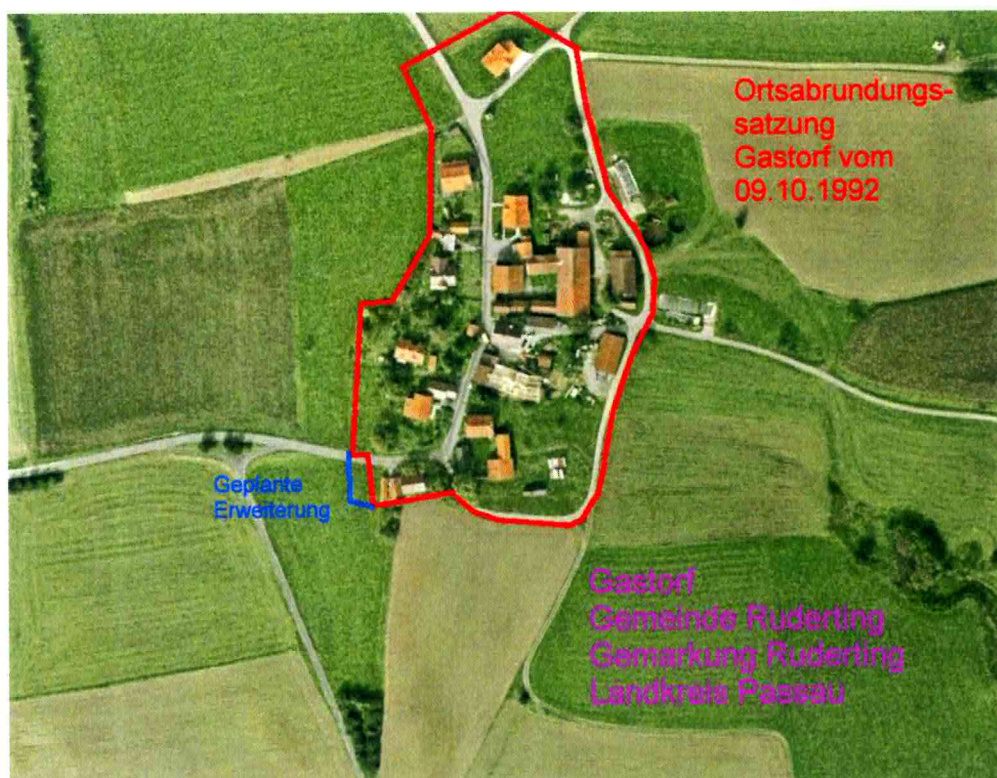 Ortsabrundungs-
satzung
Gastorf vom
09.10.1992
Geplante
Erweiterung
Gastorf
Gemeinde Ruderting
Gemarkung Ruderting
Landkreis Passau